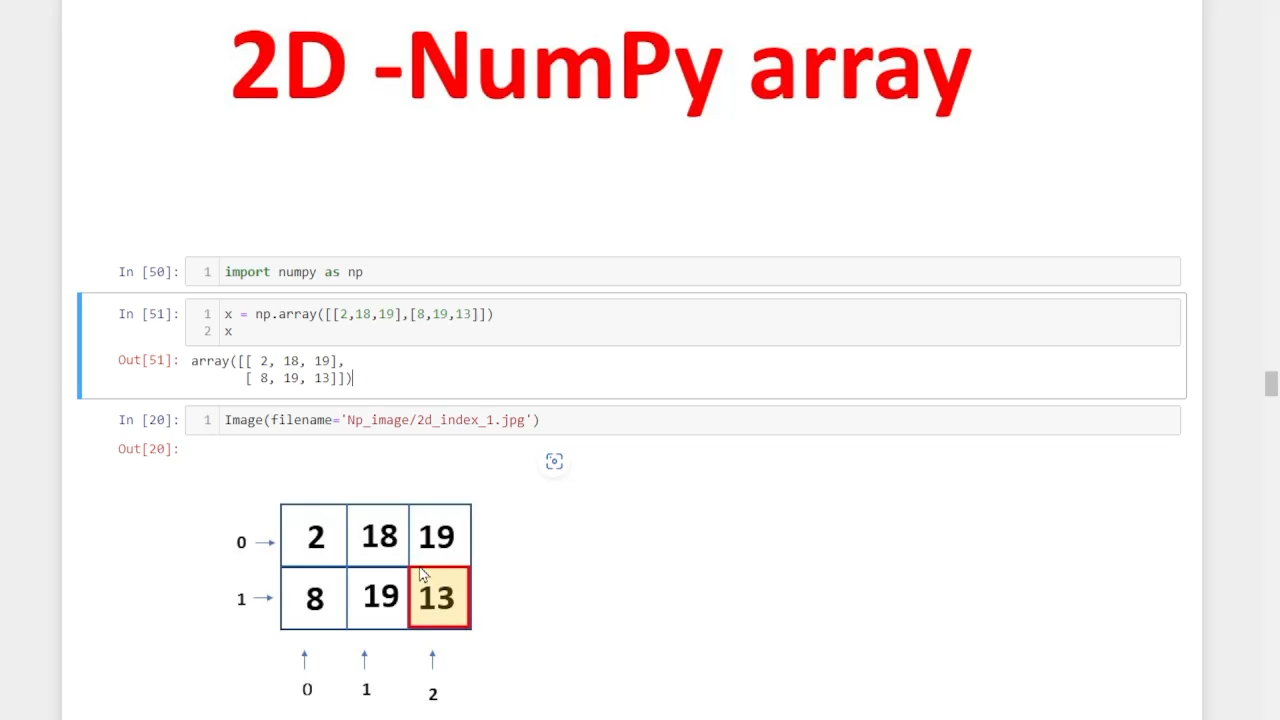 2D -NumPy array
In [50]: 1 import numpy as np
In [51]: 1 x = np.array([[2,18,19],[8,19,13]])
2 x
Out[51]: array([[ 2, 18, 19],
[ 8, 19, 13]])
In [20]: 1 Image(filename='Np_image/2d_index_1.jpg')
Out[20]:
0 2 18 19
1 8 19 13
0 1 2